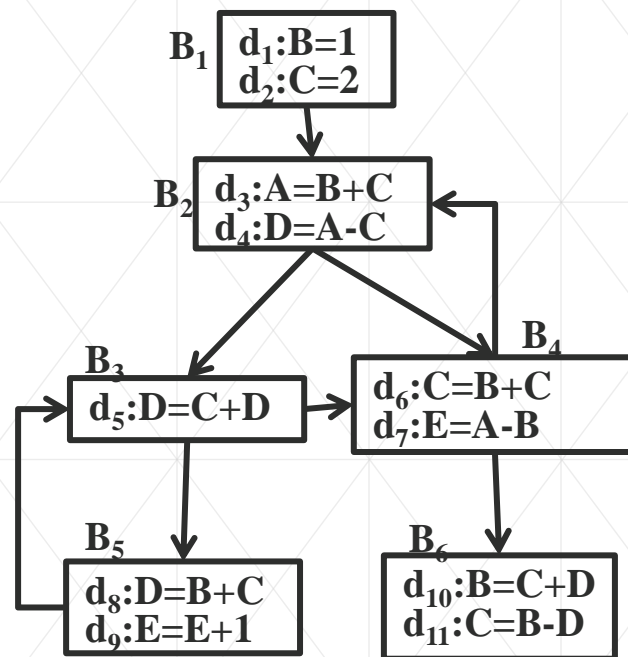 B₁
d₁:B=1
d₂:C=2
B₂
d₃:A=B+C
d₄:D=A-C
B₃
d₅:D=C+D
B₄
d₆:C=B+C
d₇:E=A-B
B₅
d₈:D=B+C
d₉:E=E+1
B₆
d₁₀:B=C+D
d₁₁:C=B-D